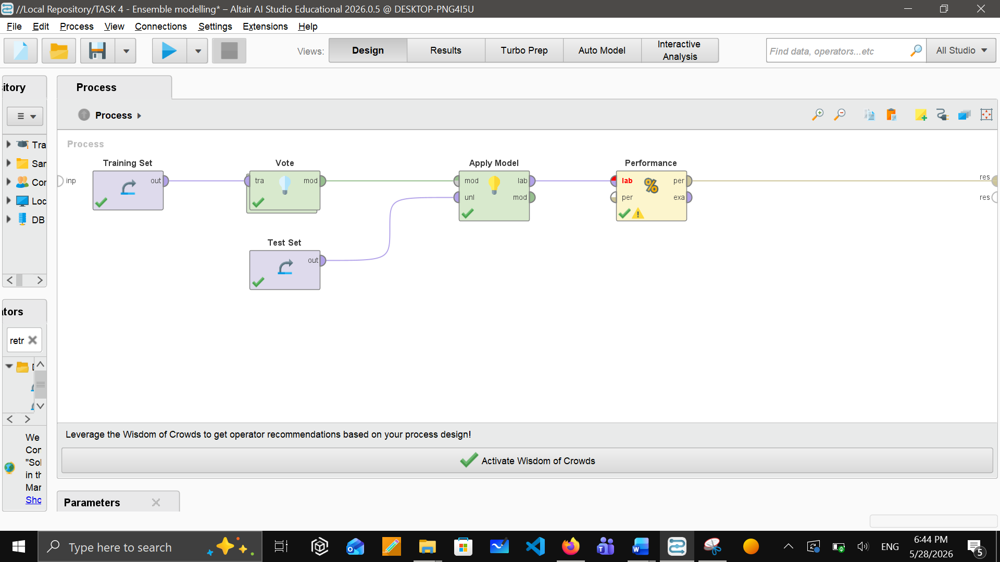 //Local Repository/TASK 4 - Ensemble modelling* – Altair AI Studio Educational 2026.0.5 @ DESKTOP-PNG4I5U
File Edit Process View Connections Settings Extensions Help
Views: Design Results Turbo Prep Auto Model Interactive Analysis
Find data, operators...etc All Studio
sitory
Process
Process
Process
Tra
Sar
Cor
Loc
DB
Training Set
Vote
Apply Model
Performance
inp
out
tra mod
mod lab
unl mod
lab per
per exa
res
res
Test Set
out
ators
retr
We
Cor
"Sol
in th
Mar
Sho
Leverage the Wisdom of Crowds to get operator recommendations based on your process design!
Activate Wisdom of Crowds
Parameters
Type here to search
ENG
6:44 PM
5/28/2026
5